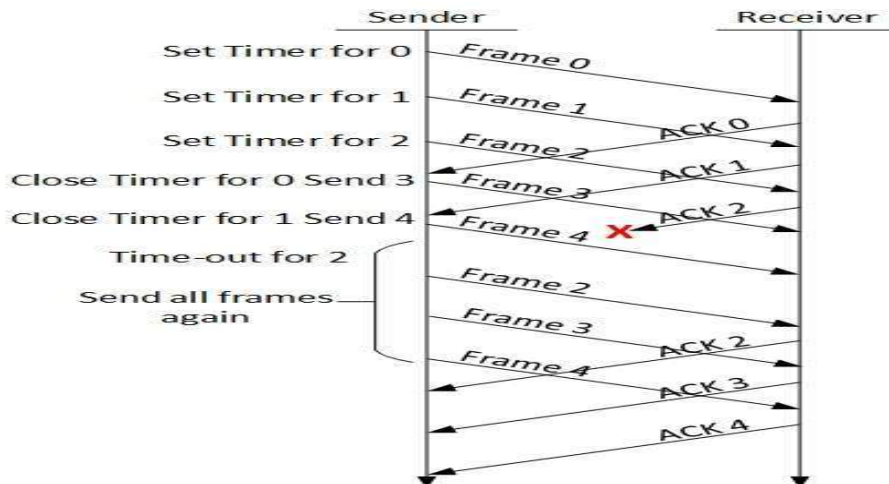 Sender
Receiver
Set Timer for 0
Frame 0
Set Timer for 1
Frame 1
ACK 0
Set Timer for 2
Frame 2
ACK 1
Close Timer for 0 Send 3
Frame 3
ACK 2
Close Timer for 1 Send 4
Frame 4
X
Time-out for 2
Send all frames
again
Frame 2
Frame 3
ACK 2
Frame 4
ACK 3
ACK 4